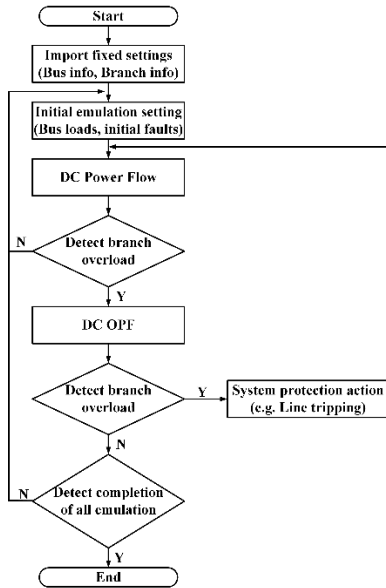 Start
Import fixed settings
(Bus info, Branch info)
Initial emulation setting
(Bus loads, initial faults)
DC Power Flow
N
Detect branch
overload
Y
DC OPF
Detect branch
overload
Y
System protection action
(e.g. Line tripping)
N
N
Detect completion
of all emulation
Y
End